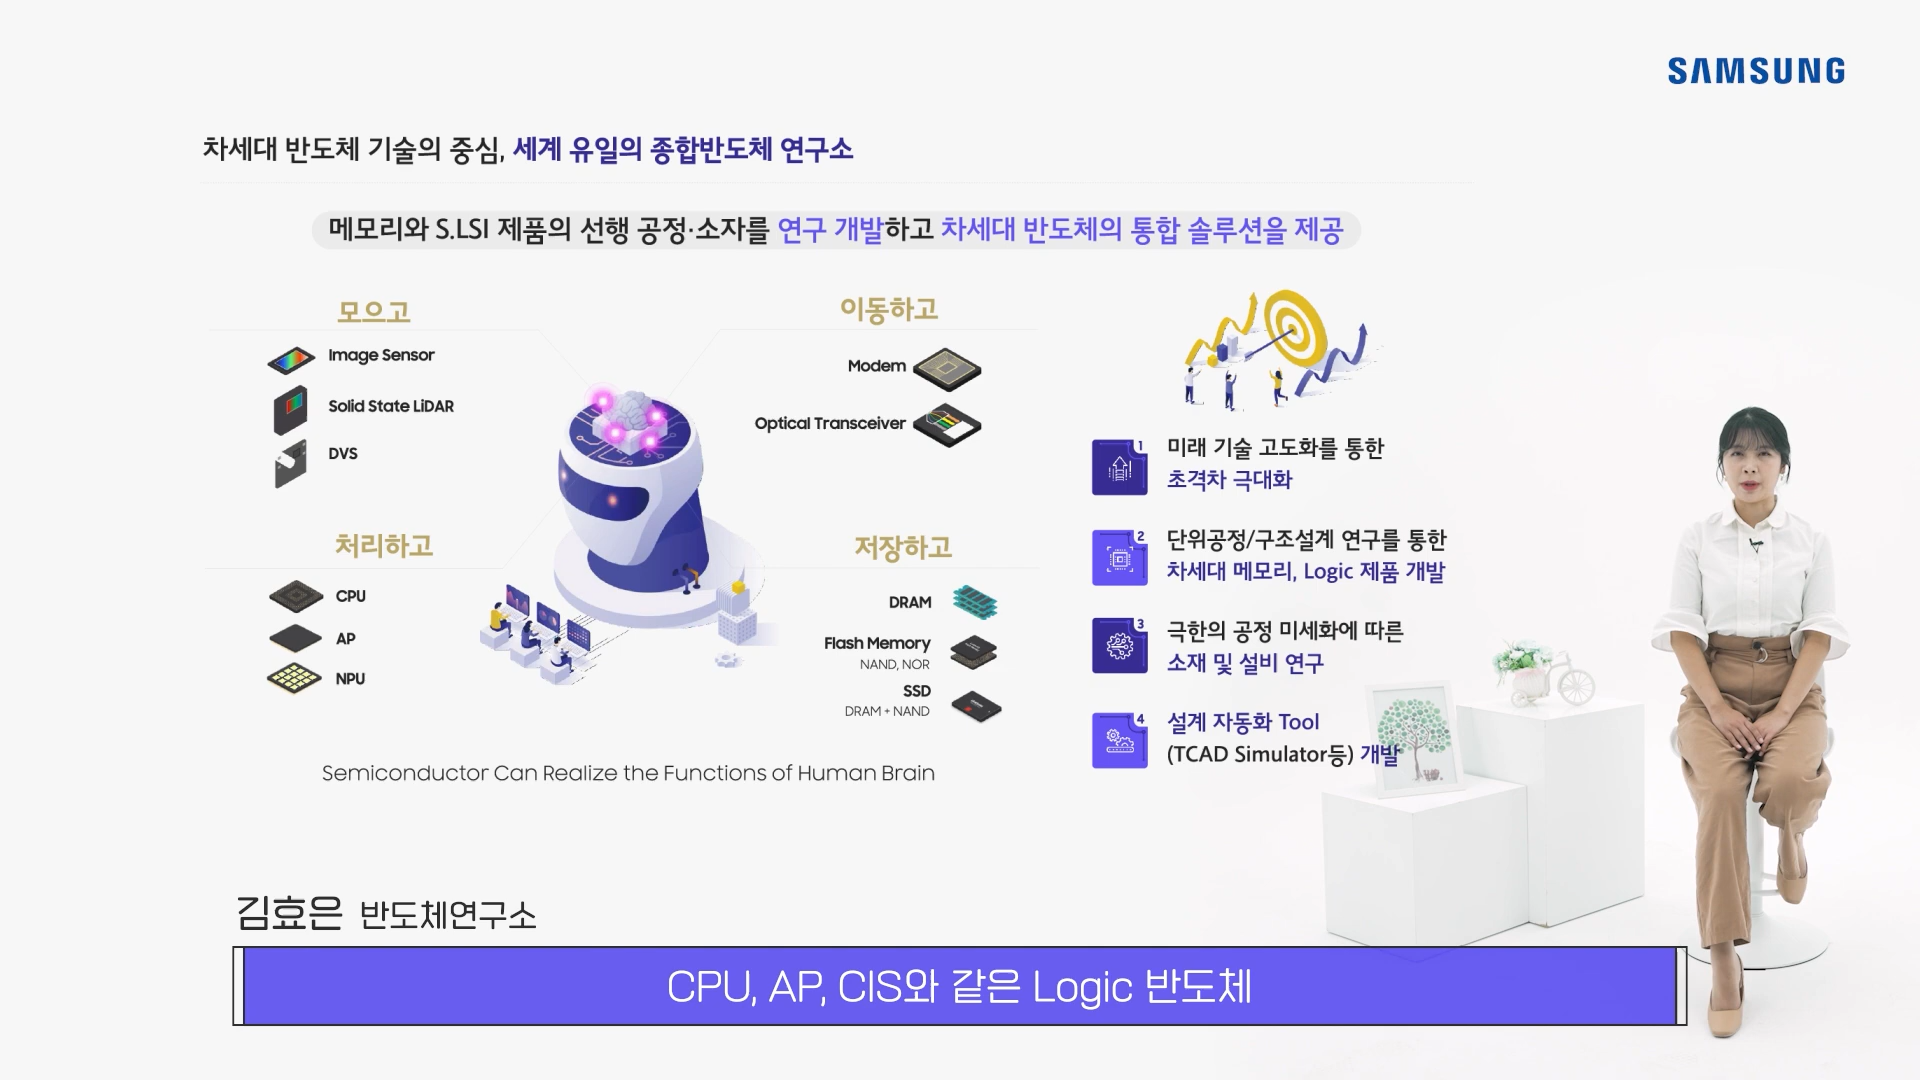 SAMSUNG
차세대 반도체 기술의 중심, 세계 유일의 종합반도체 연구소
메모리와 S.LSI 제품의 선행 공정·소자를 연구 개발하고 차세대 반도체의 통합 솔루션을 제공
모으고
Image Sensor
Solid State LiDAR
DVS
이동하고
Modem
Optical Transceiver
처리하고
CPU
AP
NPU
저장하고
DRAM
Flash Memory
NAND, NOR
SSD
DRAM + NAND
Semiconductor Can Realize the Functions of Human Brain
1
미래 기술 고도화를 통한
초격차 극대화
2
단위공정/구조설계 연구를 통한
차세대 메모리, Logic 제품 개발
3
극한의 공정 미세화에 따른
소재 및 설비 연구
4
설계 자동화 Tool
(TCAD Simulator등) 개발
김효은 반도체연구소
CPU, AP, CIS와 같은 Logic 반도체